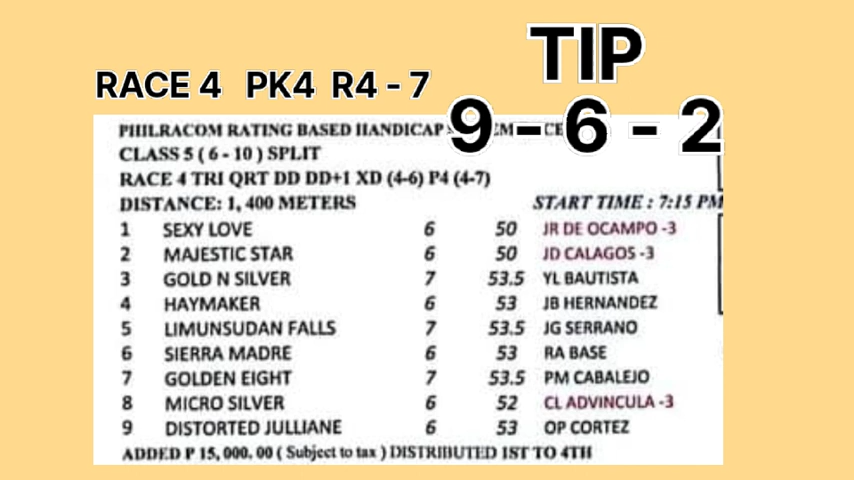 TIP
RACE 4 PK4 R4 - 7
9 - 6 - 2
PHILRACOM RATING BASED HANDICAP
CLASS 5 ( 6 - 10 ) SPLIT
RACE 4 TRI QRT DD DD+1 XD (4-6) P4 (4-7)
DISTANCE: 1, 400 METERS START TIME : 7:15 PM
1 SEXY LOVE 6 50 JR DE OCAMPO -3
2 MAJESTIC STAR 6 50 JD CALAGOS -3
3 GOLD N SILVER 7 53.5 YL BAUTISTA
4 HAYMAKER 6 53 JB HERNANDEZ
5 LIMUNSUDAN FALLS 7 53.5 JG SERRANO
6 SIERRA MADRE 6 53 RA BASE
7 GOLDEN EIGHT 7 53.5 PM CABALEJO
8 MICRO SILVER 6 52 CL ADVINCULA -3
9 DISTORTED JULLIANE 6 53 OP CORTEZ
ADDED P 15, 000. 00 ( Subject to tax ) DISTRIBUTED 1ST TO 4TH